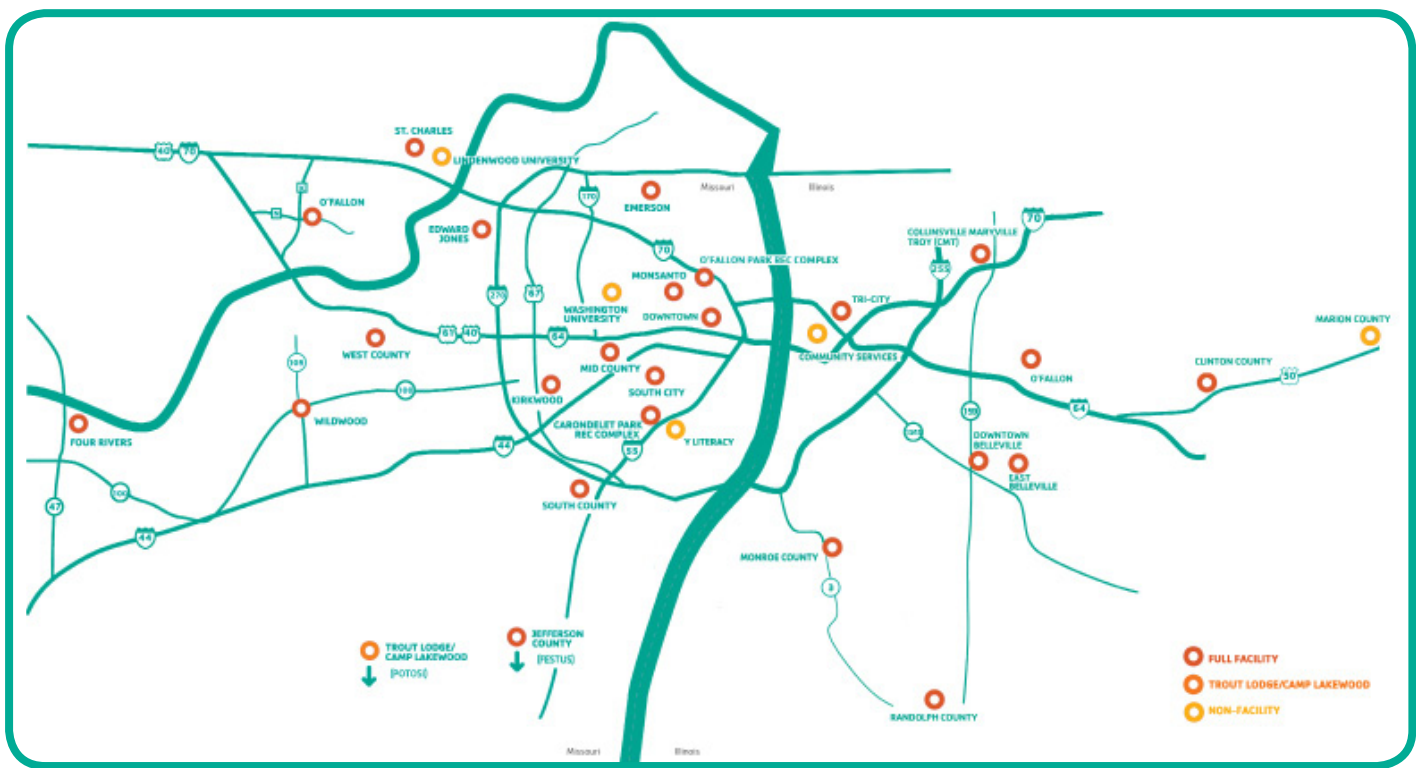 ST. CHARLES
40
70
LINDENWOOD UNIVERSITY
Missouri
Illinois
170
EMERSON
O'FALLON
EDWARD
JONES
70
COLLINSVILLE MARYVILLE
TROY (CMT)
70
255
O'FALLON PARK REC COMPLEX
MONSANTO
270
67
WASHINGTON
UNIVERSITY
DOWNTOWN
TRI-CITY
MARION COUNTY
61
40
64
COMMUNITY SERVICES
WEST COUNTY
MID COUNTY
CLINTON COUNTY
O'FALLON
50
SOUTH CITY
KIRKWOOD
100
64
159
WILDWOOD
CARONDELET PARK
REC COMPLEX
Y LITERACY
FOUR RIVERS
44
55
DOWNTOWN
BELLEVILLE
EAST
BELLEVILLE
100
47
SOUTH COUNTY
44
MONROE COUNTY
3
TROUT LODGE/
CAMP LAKEWOOD
(POTOSI)
JEFFERSON
COUNTY
(FESTUS)
FULL FACILITY
TROUT LODGE/CAMP LAKEWOOD
NON-FACILITY
RANDOLPH COUNTY
Missouri
Illinois